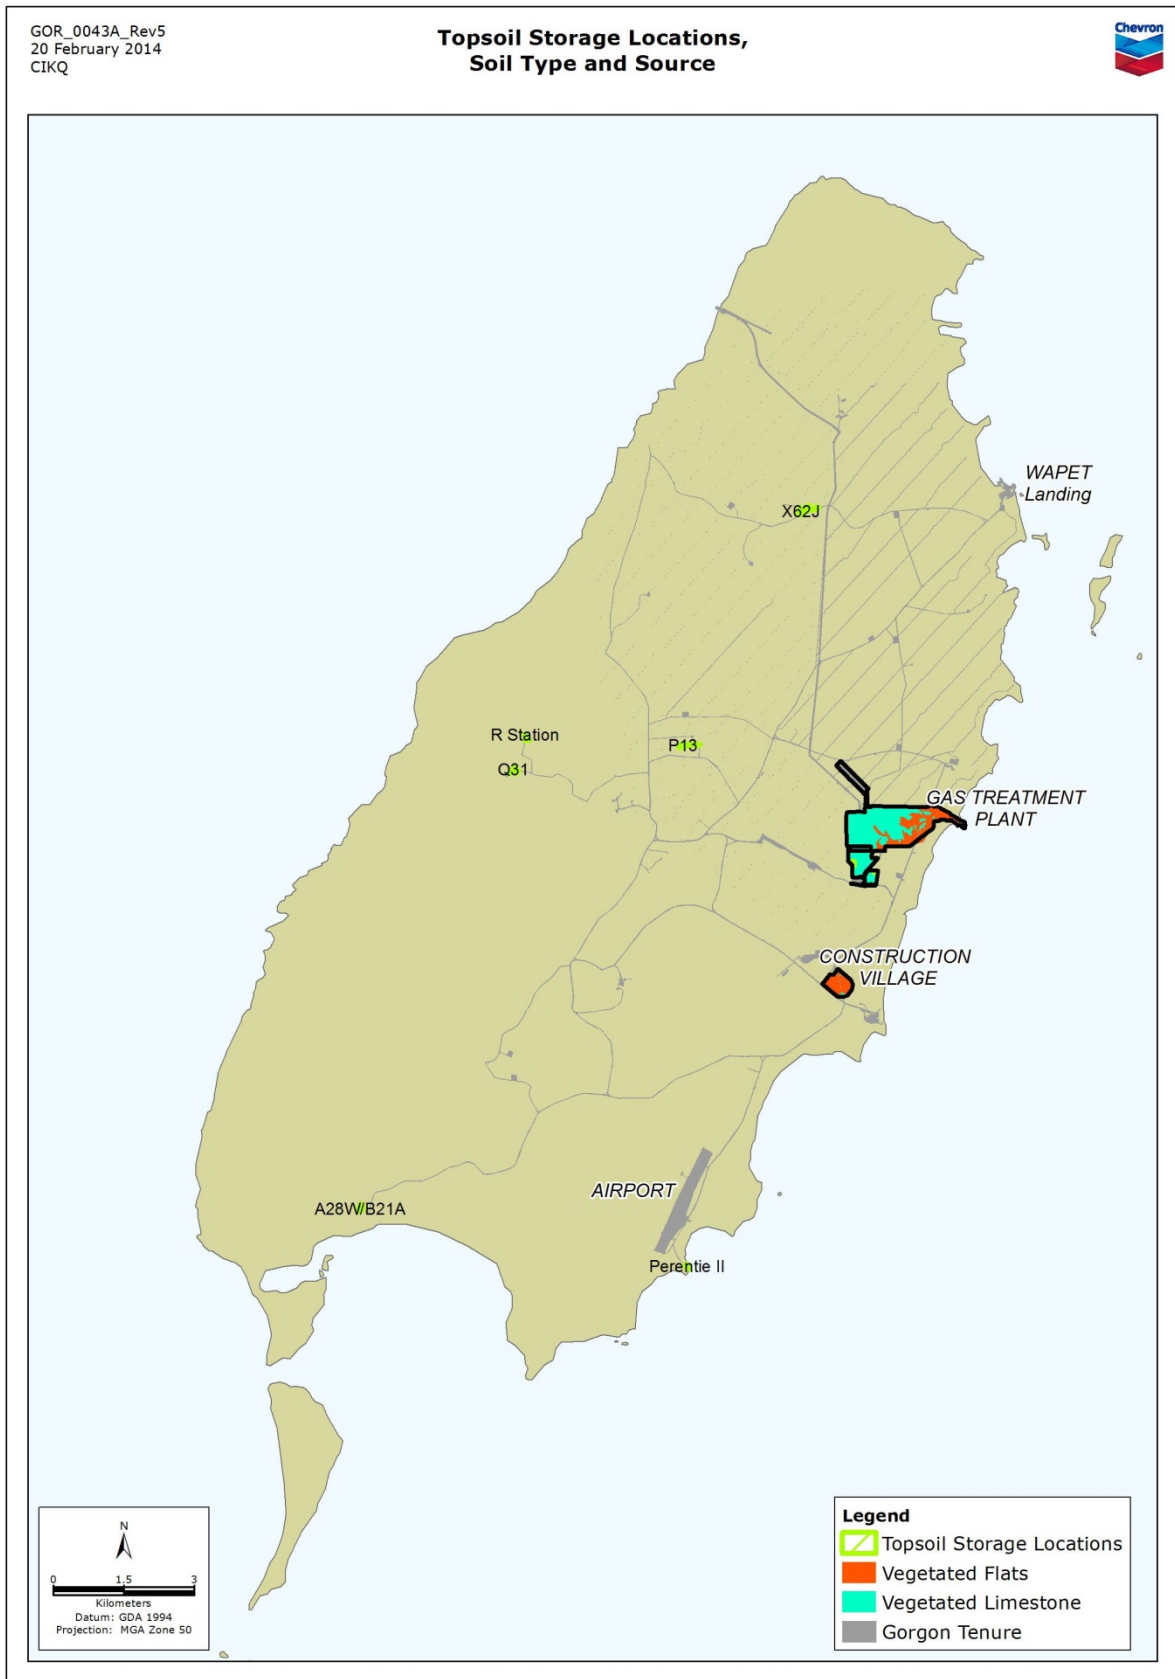 GOR_0043A_Rev5
20 February 2014
CIKQ
Topsoil Storage Locations,
Soil Type and Source
Chevron
WAPET
Landing
X62J
R Station
P13
Q31
GAS TREATMENT
PLANT
CONSTRUCTION
VILLAGE
AIRPORT
A28W/B21A
Perentie II
N
0 1.5 3
Kilometers
Datum: GDA 1994
Projection: MGA Zone 50
Legend
Topsoil Storage Locations
Vegetated Flats
Vegetated Limestone
Gorgon Tenure